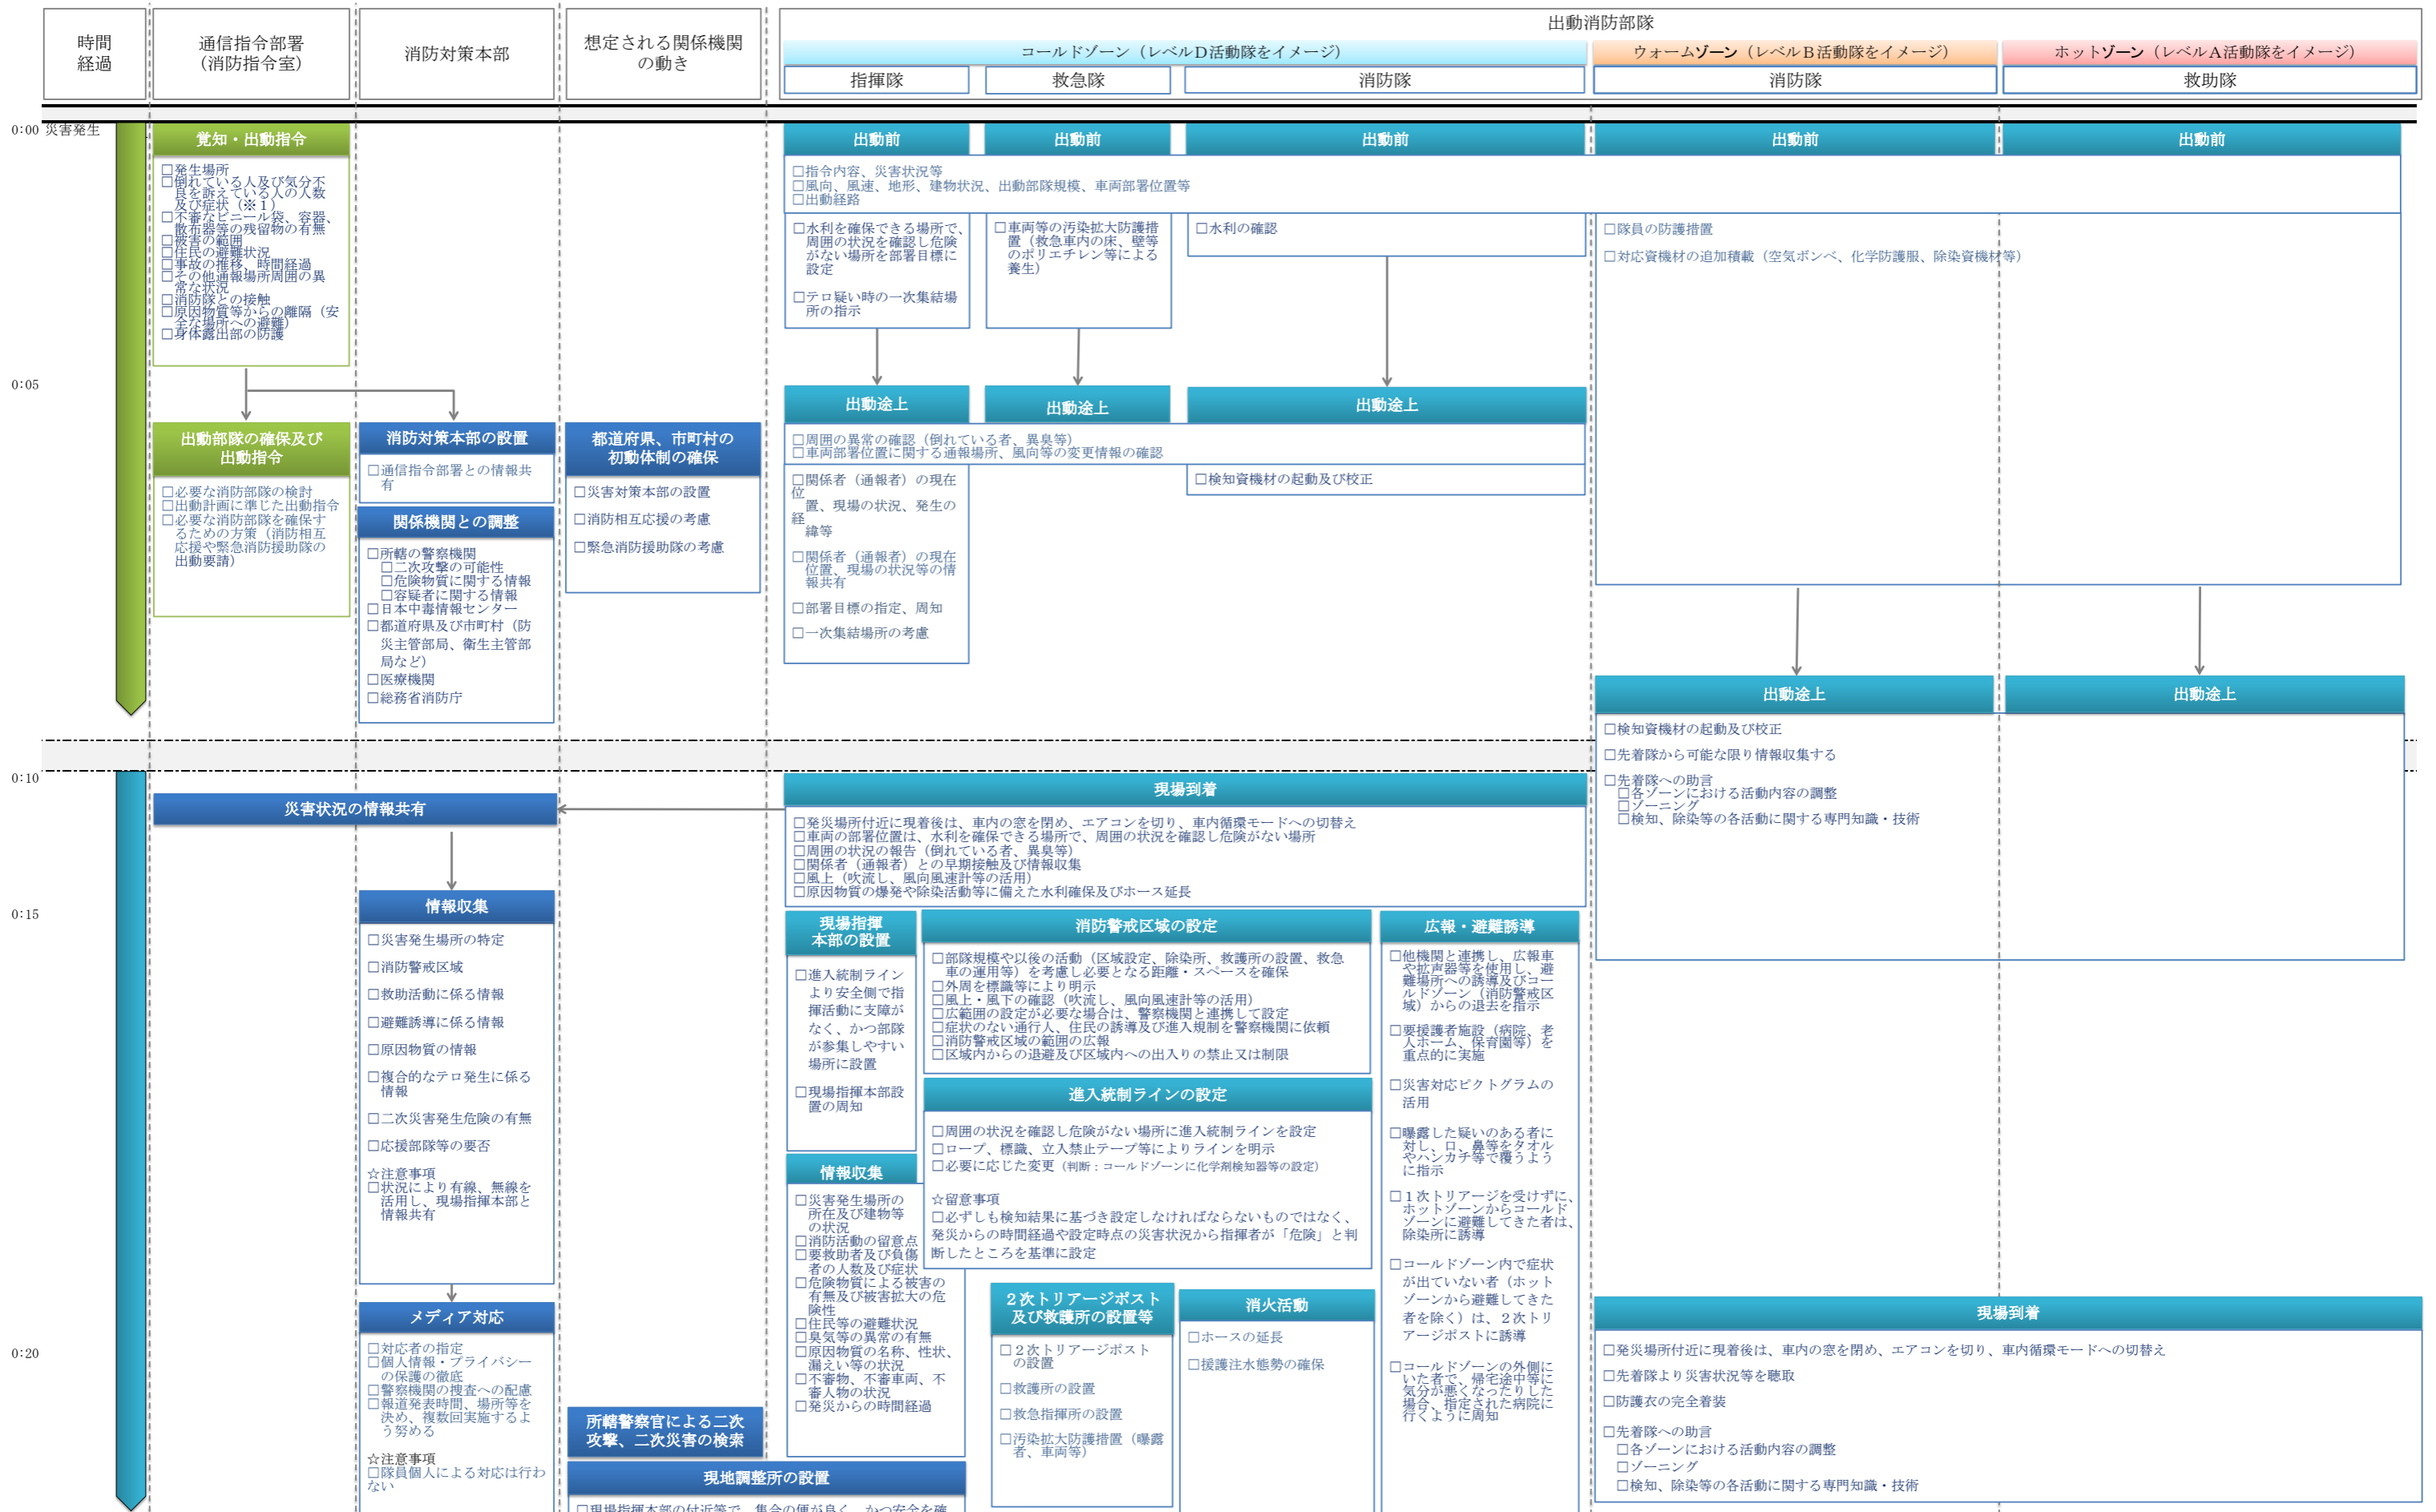 時間
経過
通信指令部署
（消防指令室）
消防対策本部
想定される関係機関
の動き
出動消防部隊
コールドゾーン（レベルD活動隊をイメージ）
ウォームゾーン（レベルB活動隊をイメージ）
ホットゾーン（レベルA活動隊をイメージ）
指揮隊
救急隊
消防隊
消防隊
救助隊
0:00 災害発生
覚知・出動指令
□発生場所
□倒れている人及び気分不
良を訴えている人の人数
及び症状（※１）
□不審なビニール袋、容器、
散布器等の残留物の有無
□被害の範囲
□住民の避難状況
□事故の推移、時間経過
□その他通報場所周囲の異
常な状況
□消防隊との接触
□原因物質等からの離隔（安
全な場所への避難）
□身体露出部の防護
出動前
出動前
出動前
出動前
出動前
□指令内容、災害状況等
□風向、風速、地形、建物状況、出動部隊規模、車両部署位置等
□出動経路
□水利を確保できる場所で、
周囲の状況を確認し危険
がない場所を部署目標に
設定
□テロ疑い時の一次集結場
所の指示
□車両等の汚染拡大防護措
置（救急車内の床、壁等
のポリエチレン等による
養生）
□水利の確認
□隊員の防護措置
□対応資機材の追加積載（空気ボンベ、化学防護服、除染資機材等）
0:05
出動部隊の確保及び
出動指令
□必要な消防部隊の検討
□出動計画に準じた出動指令
□必要な消防部隊を確保す
るための方策（消防相互
応援や緊急消防援助隊の
出動要請）
消防対策本部の設置
□通信指令部署との情報共
有
関係機関との調整
□所轄の警察機関
□二次攻撃の可能性
□危険物質に関する情報
□容疑者に関する情報
□日本中毒情報センター
□都道府県及び市町村（防
災主管部局、衛生主管部
局など）
□医療機関
□総務省消防庁
都道府県、市町村の
初動体制の確保
□災害対策本部の設置
□消防相互応援の考慮
□緊急消防援助隊の考慮
出動途上
出動途上
出動途上
□周囲の異常の確認（倒れている者、異臭等）
□車両部署位置に関する通報場所、風向等の変更情報の確認
□関係者（通報者）の現在
位
置、現場の状況、発生の
経
緯等
□関係者（通報者）の現在
位置、現場の状況等の情
報共有
□部署目標の指定、周知
□一次集結場所の考慮
□検知資機材の起動及び校正
出動途上
出動途上
□検知資機材の起動及び校正
□先着隊から可能な限り情報収集する
□先着隊への助言
□各ゾーンにおける活動内容の調整
□ゾーニング
□検知、除染等の各活動に関する専門知識・技術
0:10
災害状況の情報共有
現場到着
□発災場所付近に現着後は、車内の窓を閉め、エアコンを切り、車内循環モードへの切替え
□車両の部署位置は、水利を確保できる場所で、周囲の状況を確認し危険がない場所
□周囲の状況の報告（倒れている者、異臭等）
□関係者（通報者）との早期接触及び情報収集
□風上（吹流し、風向風速計等の活用）
□原因物質の爆発や除染活動等に備えた水利確保及びホース延長
0:15
情報収集
□災害発生場所の特定
□消防警戒区域
□救助活動に係る情報
□避難誘導に係る情報
□原因物質の情報
□複合的なテロ発生に係る
情報
□二次災害発生危険の有無
□応援部隊等の要否
☆注意事項
□状況により有線、無線を
活用し、現場指揮本部と
情報共有
現場指揮
本部の設置
□進入統制ライン
より安全側で指
揮活動に支障が
なく、かつ部隊
が参集しやすい
場所に設置
□現場指揮本部設
置の周知
消防警戒区域の設定
□部隊規模や以後の活動（区域設定、除染所、救護所の設置、救急
車の運用等）を考慮し必要となる距離・スペースを確保
□外周を標識等により明示
□風上・風下の確認（吹流し、風向風速計等の活用）
□広範囲の設定が必要な場合は、警察機関と連携して設定
□症状のない通行人、住民の誘導及び進入規制を警察機関に依頼
□消防警戒区域の範囲の広報
□区域内からの退避及び区域内への出入りの禁止又は制限
進入統制ラインの設定
□周囲の状況を確認し危険がない場所に進入統制ラインを設定
□ロープ、標識、立入禁止テープ等によりラインを明示
□必要に応じた変更（判断：コールドゾーンに化学剤検知器等の設定）
☆留意事項
□必ずしも検知結果に基づき設定しなければならないものではなく、
発災からの時間経過や設定時点の災害状況から指揮者が「危険」と判
断したところを基準に設定
広報・避難誘導
□他機関と連携し、広報車
や拡声器等を使用し、避
難場所への誘導及びコー
ルドゾーン（消防警戒区
域）からの退去を指示
□要援護者施設（病院、老
人ホーム、保育園等）を
重点的に実施
□災害対応ピクトグラムの
活用
□曝露した疑いのある者に
対し、口、鼻等をタオル
やハンカチ等で覆うよう
に指示
□１次トリアージを受けずに、
ホットゾーンからコールド
ゾーンに避難してきた者は、
除染所に誘導
□コールドゾーン内で症状
が出ていない者（ホット
ゾーンから避難してきた
者を除く）は、２次トリ
アージポストに誘導
□コールドゾーンの外側に
いた者で、帰宅途中等に
気分が悪くなったりした
場合、指定された病院に
行くように周知
情報収集
□災害発生場所の
所在及び建物等
の状況
□消防活動の留意点
□要救助者及び負傷
者の人数及び症状
□危険物質による被害の
有無及び被害拡大の危
険性
□住民等の避難状況
□臭気等の異常の有無
□原因物質の名称、性状、
漏えい等の状況
□不審物、不審車両、不
審人物の状況
□発災からの時間経過
0:20
メディア対応
□対応者の指定
□個人情報・プライバシー
の保護の徹底
□警察機関の捜査への配慮
□報道発表時間、場所等を
決め、複数回実施するよ
う努める
☆注意事項
□隊員個人による対応は行わ
ない
所轄警察官による二次
攻撃、二次災害の検索
現地調整所の設置
□現場指揮本部の付近等で、集合の便が良く、かつ安全を確
２次トリアージポスト
及び救護所の設置等
□２次トリアージポスト
の設置
□救護所の設置
□救急指揮所の設置
□汚染拡大防護措置（曝露
者、車両等）
消火活動
□ホースの延長
□援護注水態勢の確保
現場到着
□発災場所付近に現着後は、車内の窓を閉め、エアコンを切り、車内循環モードへの切替え
□先着隊より災害状況等を聴取
□防護衣の完全着装
□先着隊への助言
□各ゾーンにおける活動内容の調整
□ゾーニング
□検知、除染等の各活動に関する専門知識・技術